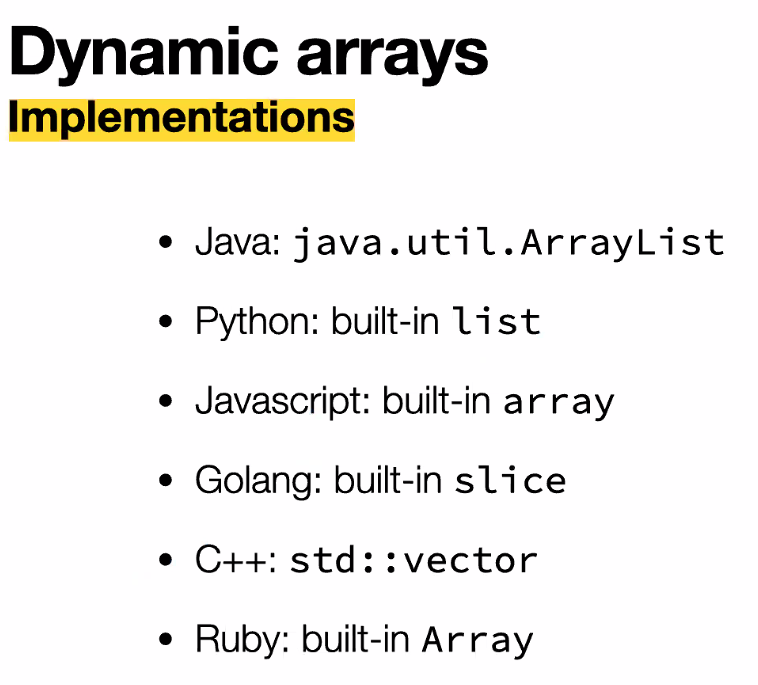 Dynamic arrays
Implementations
• Java: java.util.ArrayList
• Python: built-in list
• Javascript: built-in array
• Golang: built-in slice
• C++: std::vector
• Ruby: built-in Array